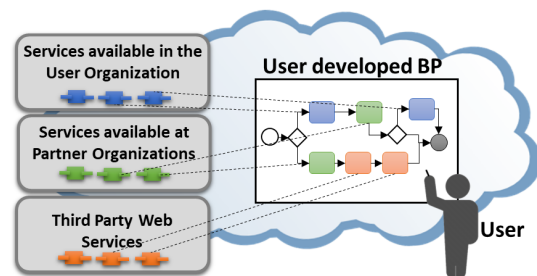 Services available in the
User Organization
Services available at
Partner Organizations
Third Party Web
Services
User developed BP
User